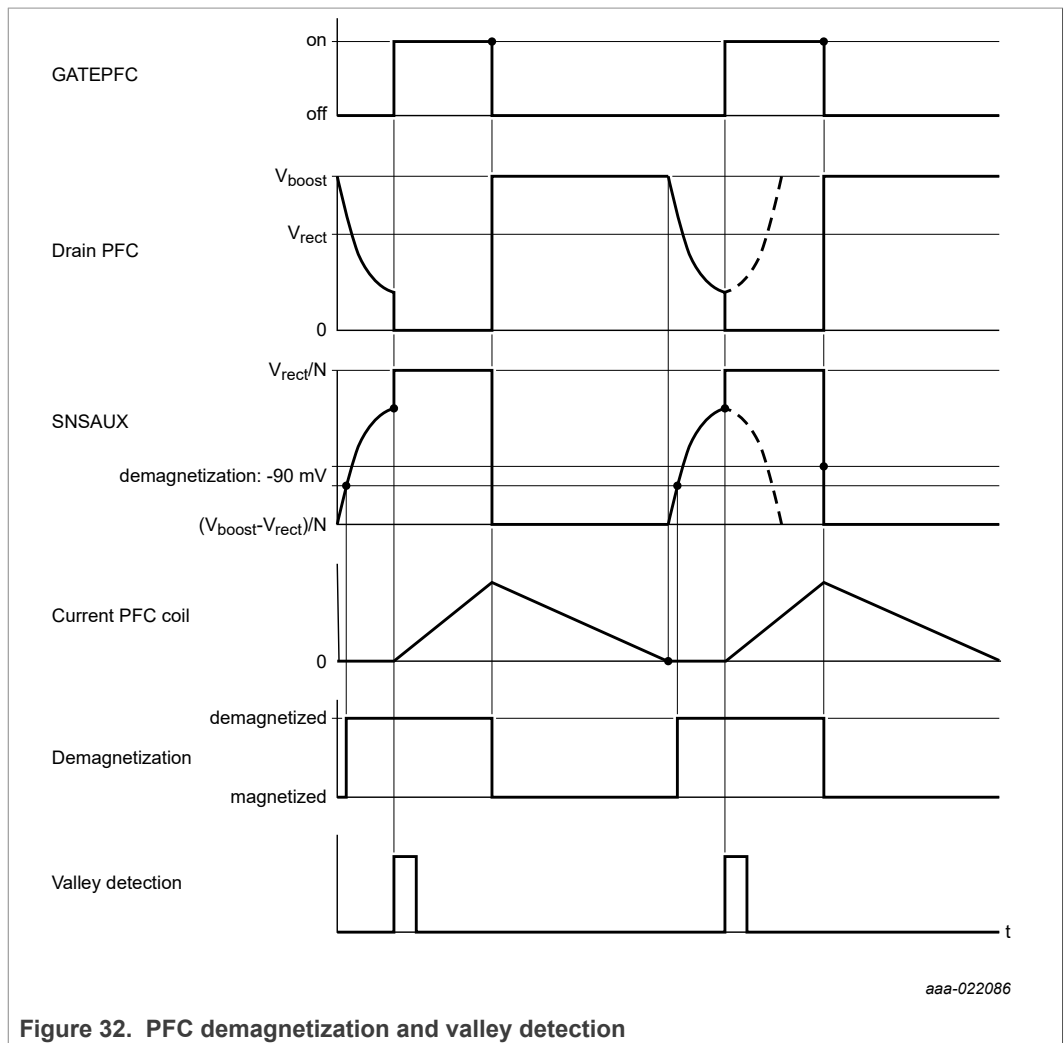 on
GATEPFC
off
Vboost
Vrect
Drain PFC
0
Vrect/N
SNSAUX
demagnetization: -90 mV
(Vboost-Vrect)/N
Current PFC coil
0
demagnetized
Demagnetization
magnetized
Valley detection
t
aaa-022086
Figure 32. PFC demagnetization and valley detection